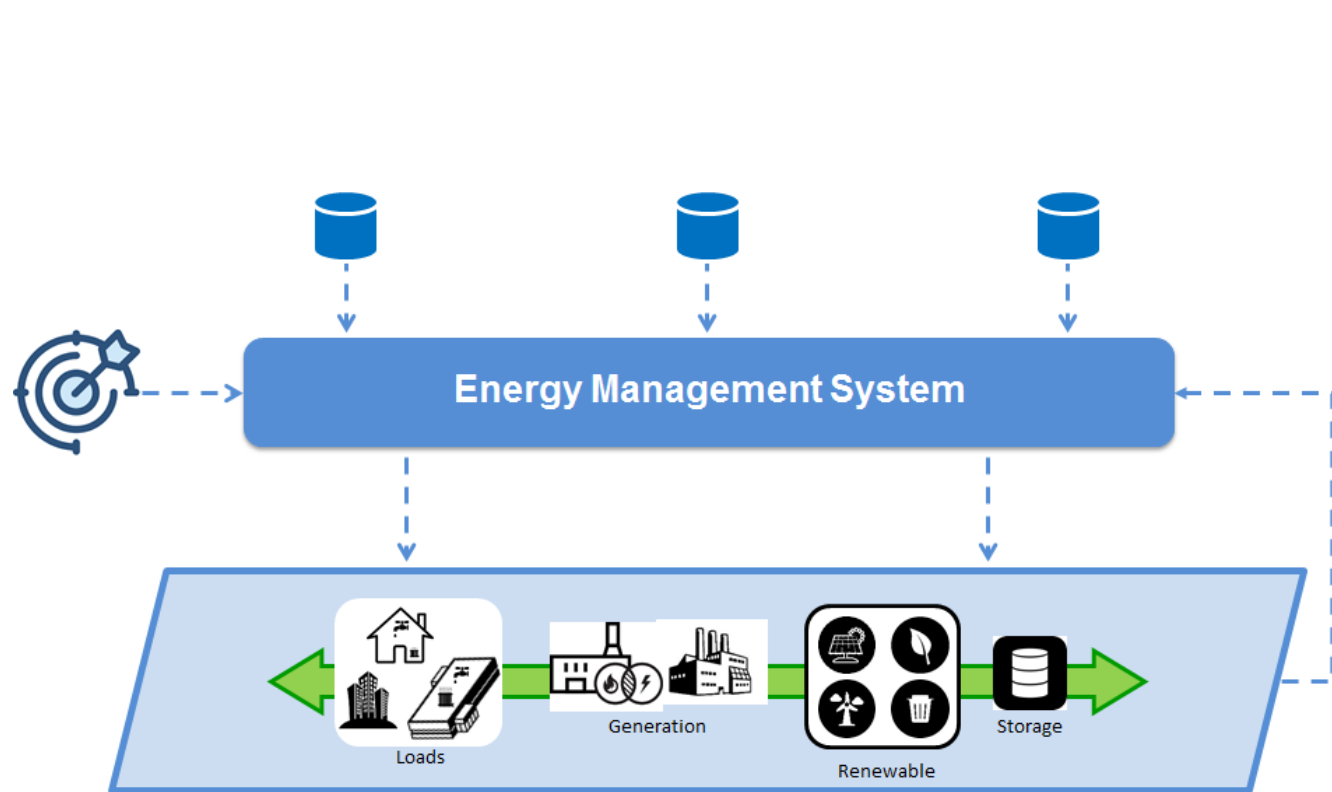 Energy Management System
Loads
Generation
Renewable
Storage